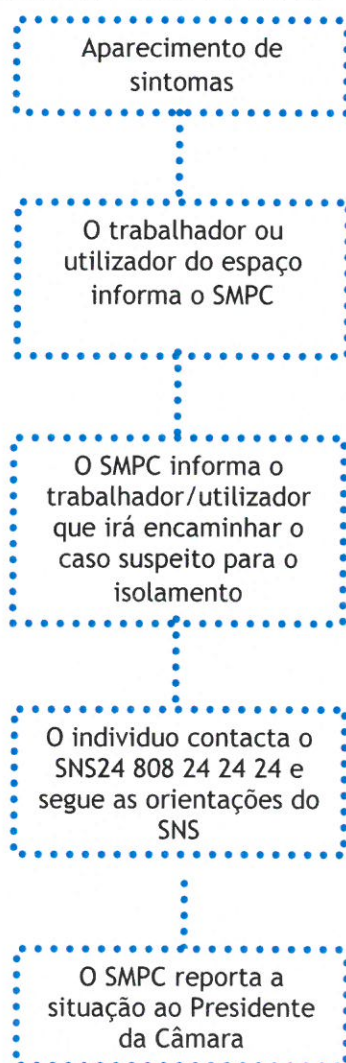 Aparecimento de
sintomas
O trabalhador ou
utilizador do espaço
informa o SMPC
O SMPC informa o
trabalhador/utilizador
que irá encaminhar o
caso suspeito para o
isolamento
O individuo contacta o
SNS24 808 24 24 24 e
segue as orientações do
SNS
O SMPC reporta a
situação ao Presidente
da Câmara